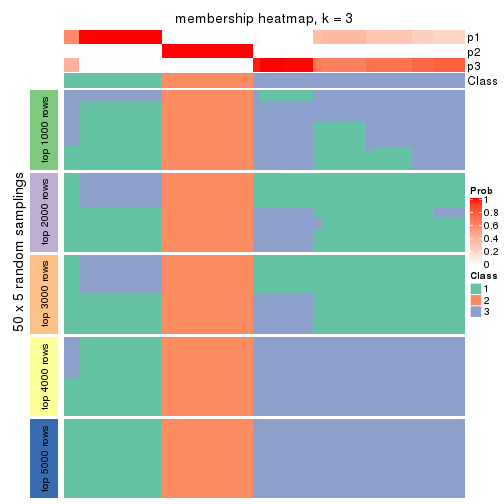 membership heatmap, k = 3
p1
p2
p3
Class
50 x 5 random samplings
top 1000 rows
top 2000 rows
top 3000 rows
top 4000 rows
top 5000 rows
Prob
1
0.8
0.6
0.4
0.2
0
Class
1
2
3